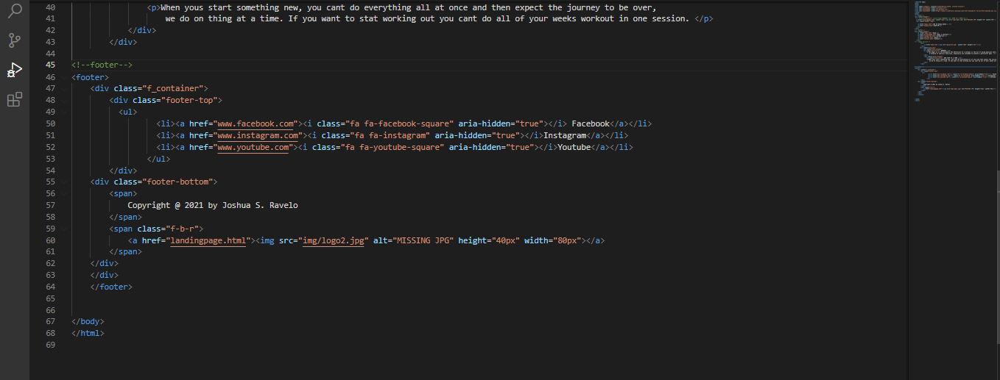 40 <p>When yous start something new, you cant do everything all at once and then expect the journey to be over,
41 we do on thing at a time. If you want to stat working out you cant do all of your weeks workout in one session. </p>
42 </div>
43 </div>
44
45 <!--footer-->
46 <footer>
47 <div class="f_container">
48 <div class="footer-top">
49 <ul>
50 <li><a href="www.facebook.com"><i class="fa fa-facebook-square" aria-hidden="true"></i> Facebook</a></li>
51 <li><a href="www.instagram.com"><i class="fa fa-instagram" aria-hidden="true"></i>Instagram</a></li>
52 <li><a href="www.youtube.com"><i class="fa fa-youtube-square" aria-hidden="true"></i>Youtube</a></li>
53 </ul>
54 </div>
55 <div class="footer-bottom">
56 <span>
57 Copyright @ 2021 by Joshua S. Ravelo
58 </span>
59 <span class="f-b-r">
60 <a href="landingpage.html"><img src="img/logo2.jpg" alt="MISSING JPG" height="40px" width="80px"></a>
61 </span>
62 </div>
63 </div>
64 </footer>
65
66
67 </body>
68 </html>
69